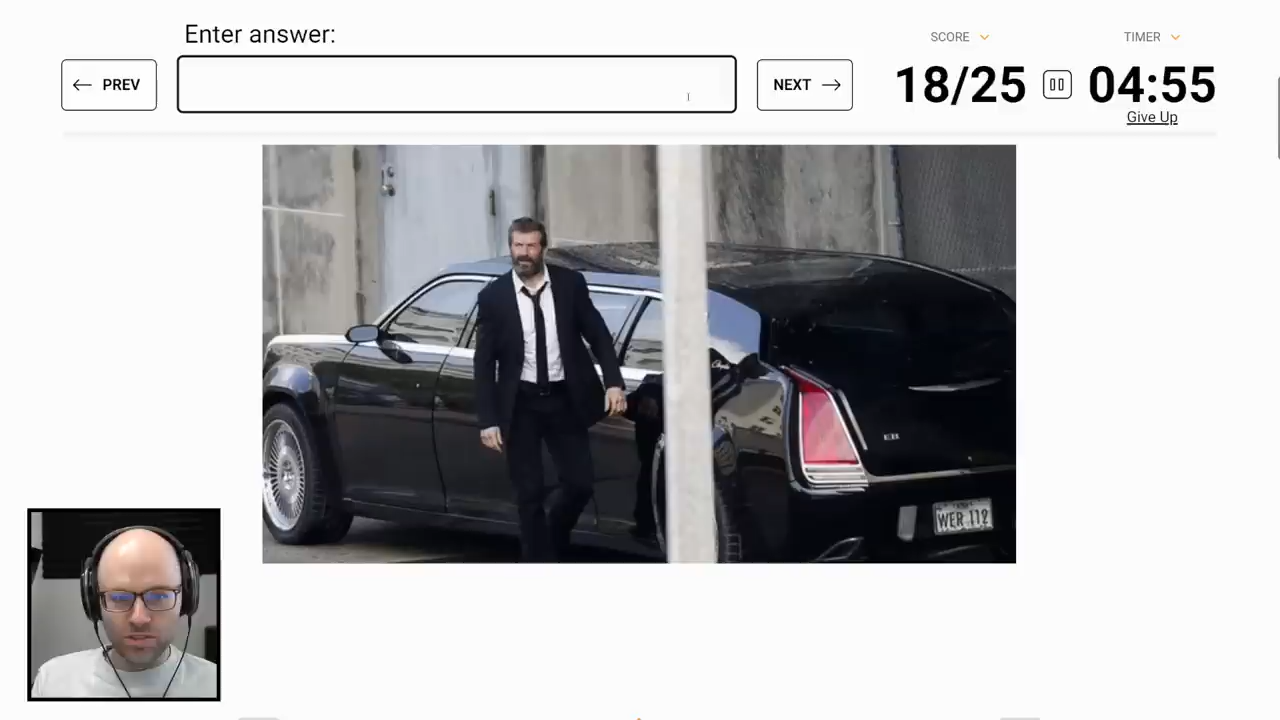 Enter answer:
SCORE
TIMER
← PREV
NEXT →
18/25
04:55
Give Up
WER 112